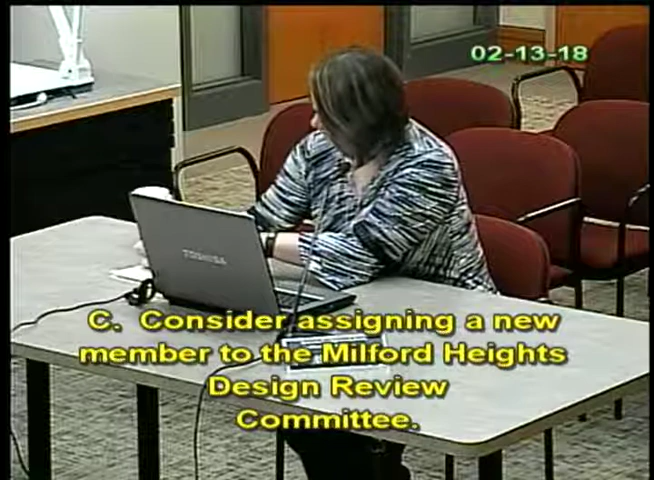 02-13-18
TOSHIBA
C. Consider assigning a new
member to the Milford Heights
Design Review
Committee.